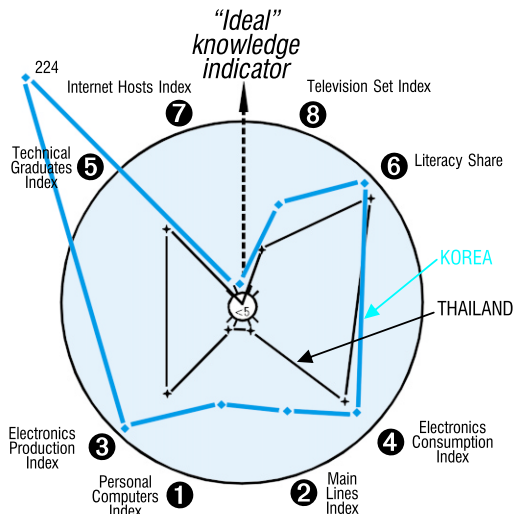 “Ideal”
knowledge
indicator
224
Internet Hosts Index
7
Television Set Index
8
Technical
Graduates
Index
5
6
Literacy Share
KOREA
<5
THAILAND
Electronics
Production
Index
3
4
Electronics
Consumption
Index
Personal
Computers
Index
1
2
Main
Lines
Index